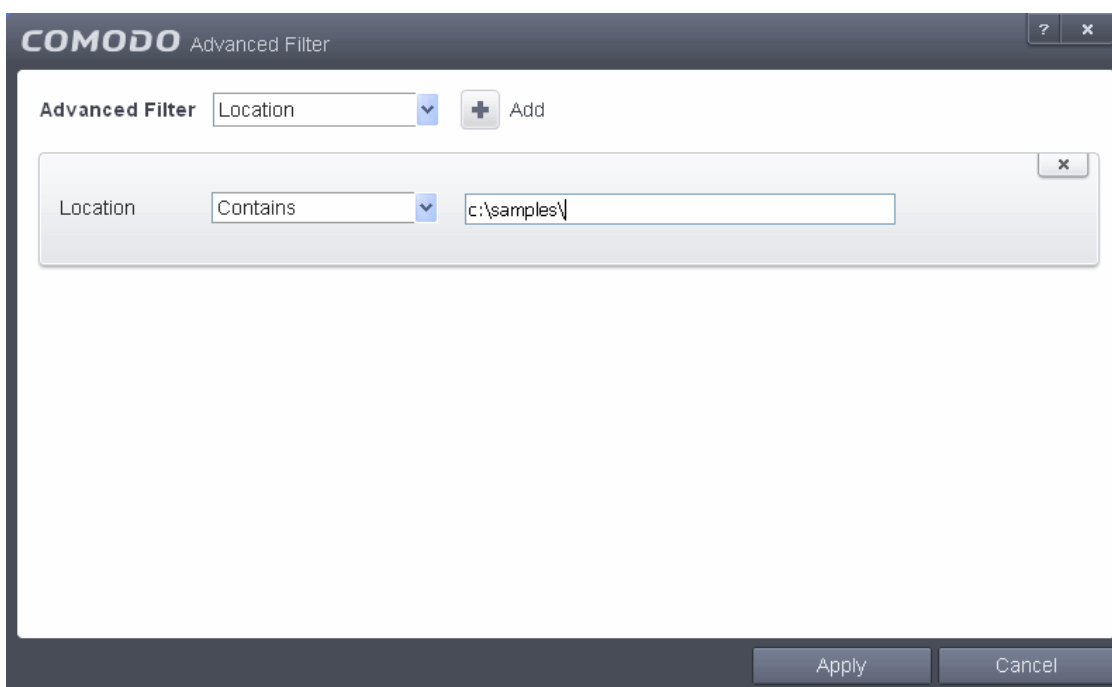 COMODO Advanced Filter ? x
Advanced Filter Location + Add
x
Location Contains c:\samples\
Apply Cancel